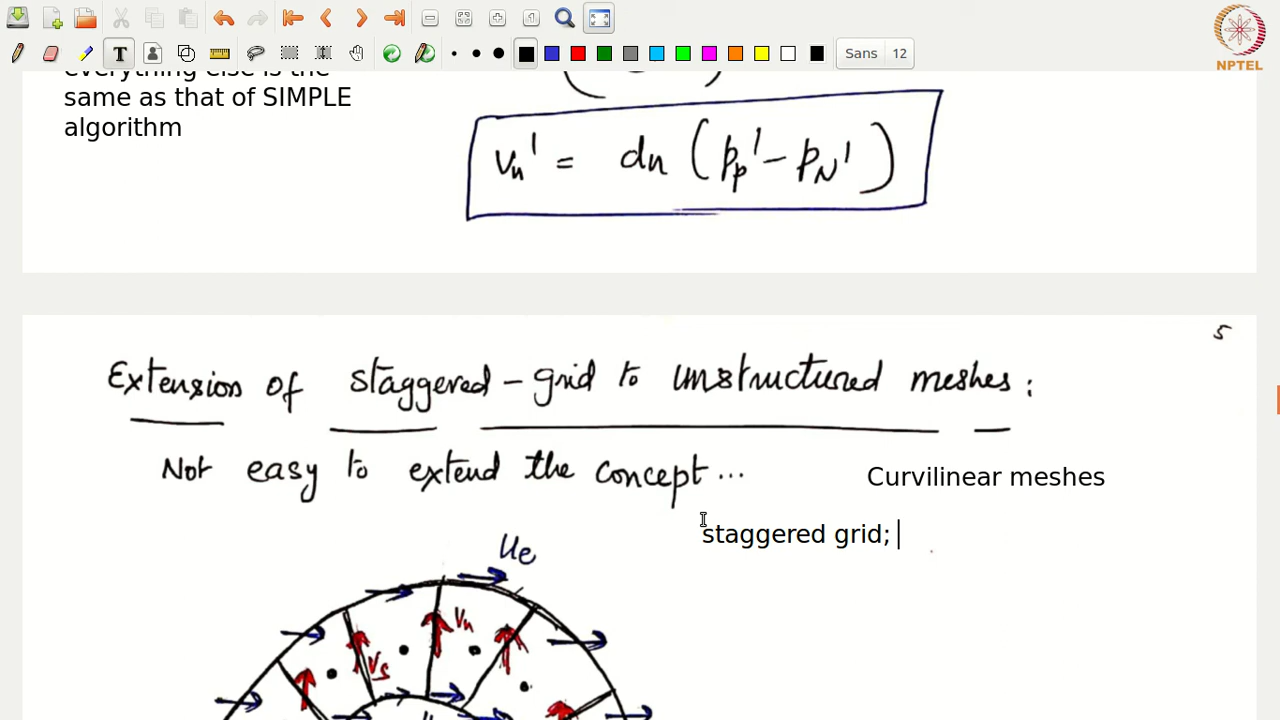 Sans 12
NPTEL
everything else is the
same as that of SIMPLE
algorithm
vn' = dn (pp' - pN')
5
Extension of staggered-grid to unstructured meshes:
Not easy to extend the concept...
Curvilinear meshes
staggered grid;
ue
vn
vs